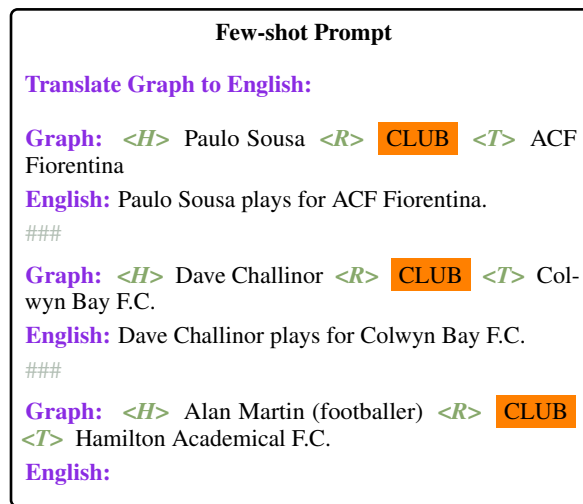 Few-shot Prompt
Translate Graph to English:
Graph: <H> Paulo Sousa <R> CLUB <T> ACF
Fiorentina
English: Paulo Sousa plays for ACF Fiorentina.
###
Graph: <H> Dave Challinor <R> CLUB <T> Col-
wyn Bay F.C.
English: Dave Challinor plays for Colwyn Bay F.C.
###
Graph: <H> Alan Martin (footballer) <R> CLUB
<T> Hamilton Academical F.C.
English: